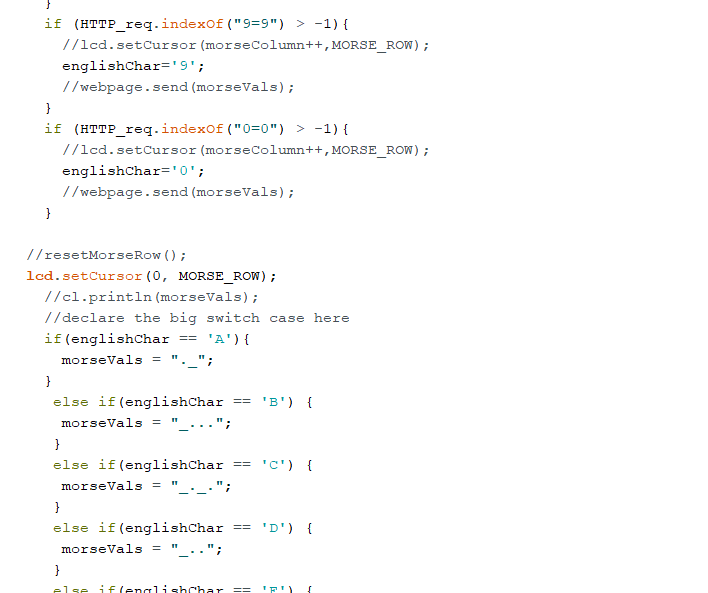 }
if (HTTP_req.indexOf("9=9") > -1){
//lcd.setCursor(morseColumn++,MORSE_ROW);
englishChar='9';
//webpage.send(morseVals);
}
if (HTTP_req.indexOf("0=0") > -1){
//lcd.setCursor(morseColumn++,MORSE_ROW);
englishChar='0';
//webpage.send(morseVals);
}
//resetMorseRow();
lcd.setCursor(0, MORSE_ROW);
//cl.println(morseVals);
//declare the big switch case here
if(englishChar == 'A'){
morseVals = "._";
}
else if(englishChar == 'B') {
morseVals = "_...";
}
else if(englishChar == 'C') {
morseVals = "_._.";
}
else if(englishChar == 'D') {
morseVals = "_..";
}
else if(englishChar == 'E') {